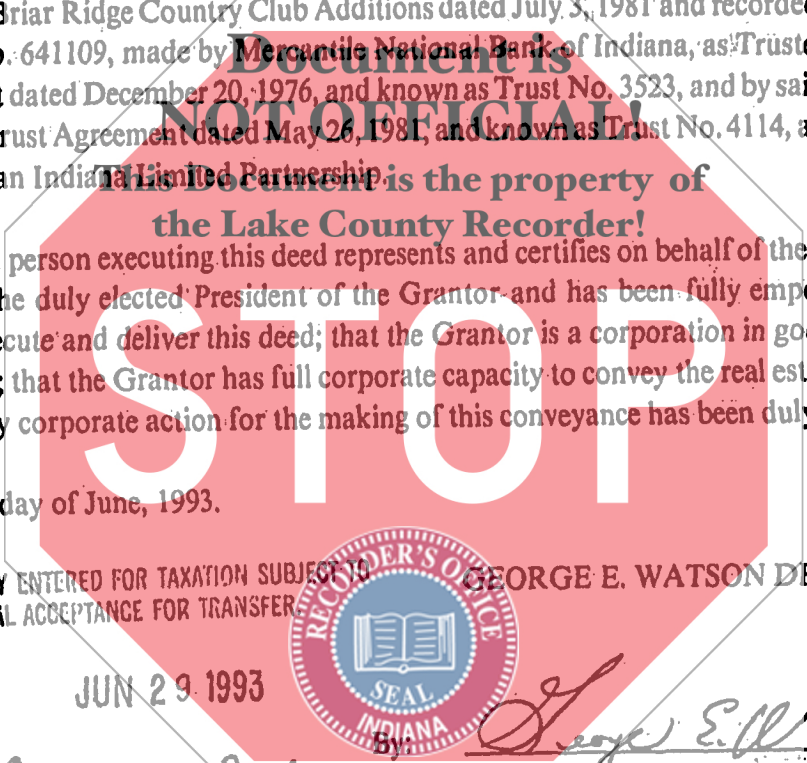 Briar Ridge Country Club Additions dated July 3, 1981 and recorde
. 641109, made by Mercantile National Bank of Indiana, as Trust
Document is
dated December 20, 1976, and known as Trust No. 3523, and by sa
NOT OFFICIAL!
rust Agreement dated May 26, 1981, and known as Trust No. 4114, a
an Indiana Limited Partnership.
This Document is the property of
the Lake County Recorder!
person executing this deed represents and certifies on behalf of the
he duly elected President of the Grantor and has been fully emp
ecute and deliver this deed; that the Grantor is a corporation in go
; that the Grantor has full corporate capacity to convey the real est
y corporate action for the making of this conveyance has been dul
STOP
day of June, 1993.
Y ENTERED FOR TAXATION SUBJECT TO
L ACCEPTANCE FOR TRANSFER.
GEORGE E. WATSON DE
RECORDER'S OFFICE
SEAL
INDIANA
JUN 29 1993
By: George E. W